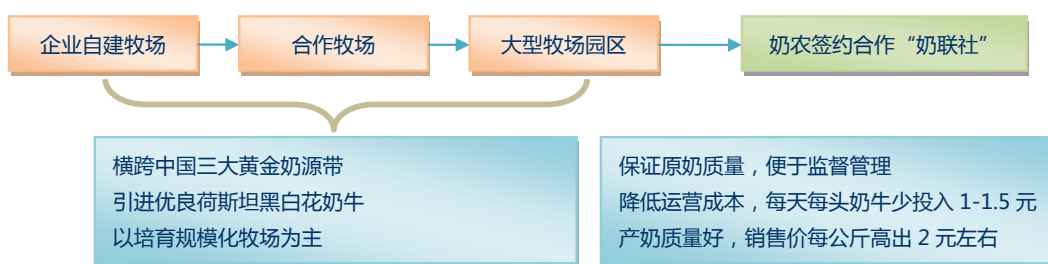 企业自建牧场
合作牧场
大型牧场园区
奶农签约合作“奶联社”
横跨中国三大黄金奶源带
引进优良荷斯坦黑白花奶牛
以培育规模化牧场为主
保证原奶质量，便于监督管理
降低运营成本，每天每头奶牛少投入 1-1.5 元
产奶质量好，销售价每公斤高出 2 元左右